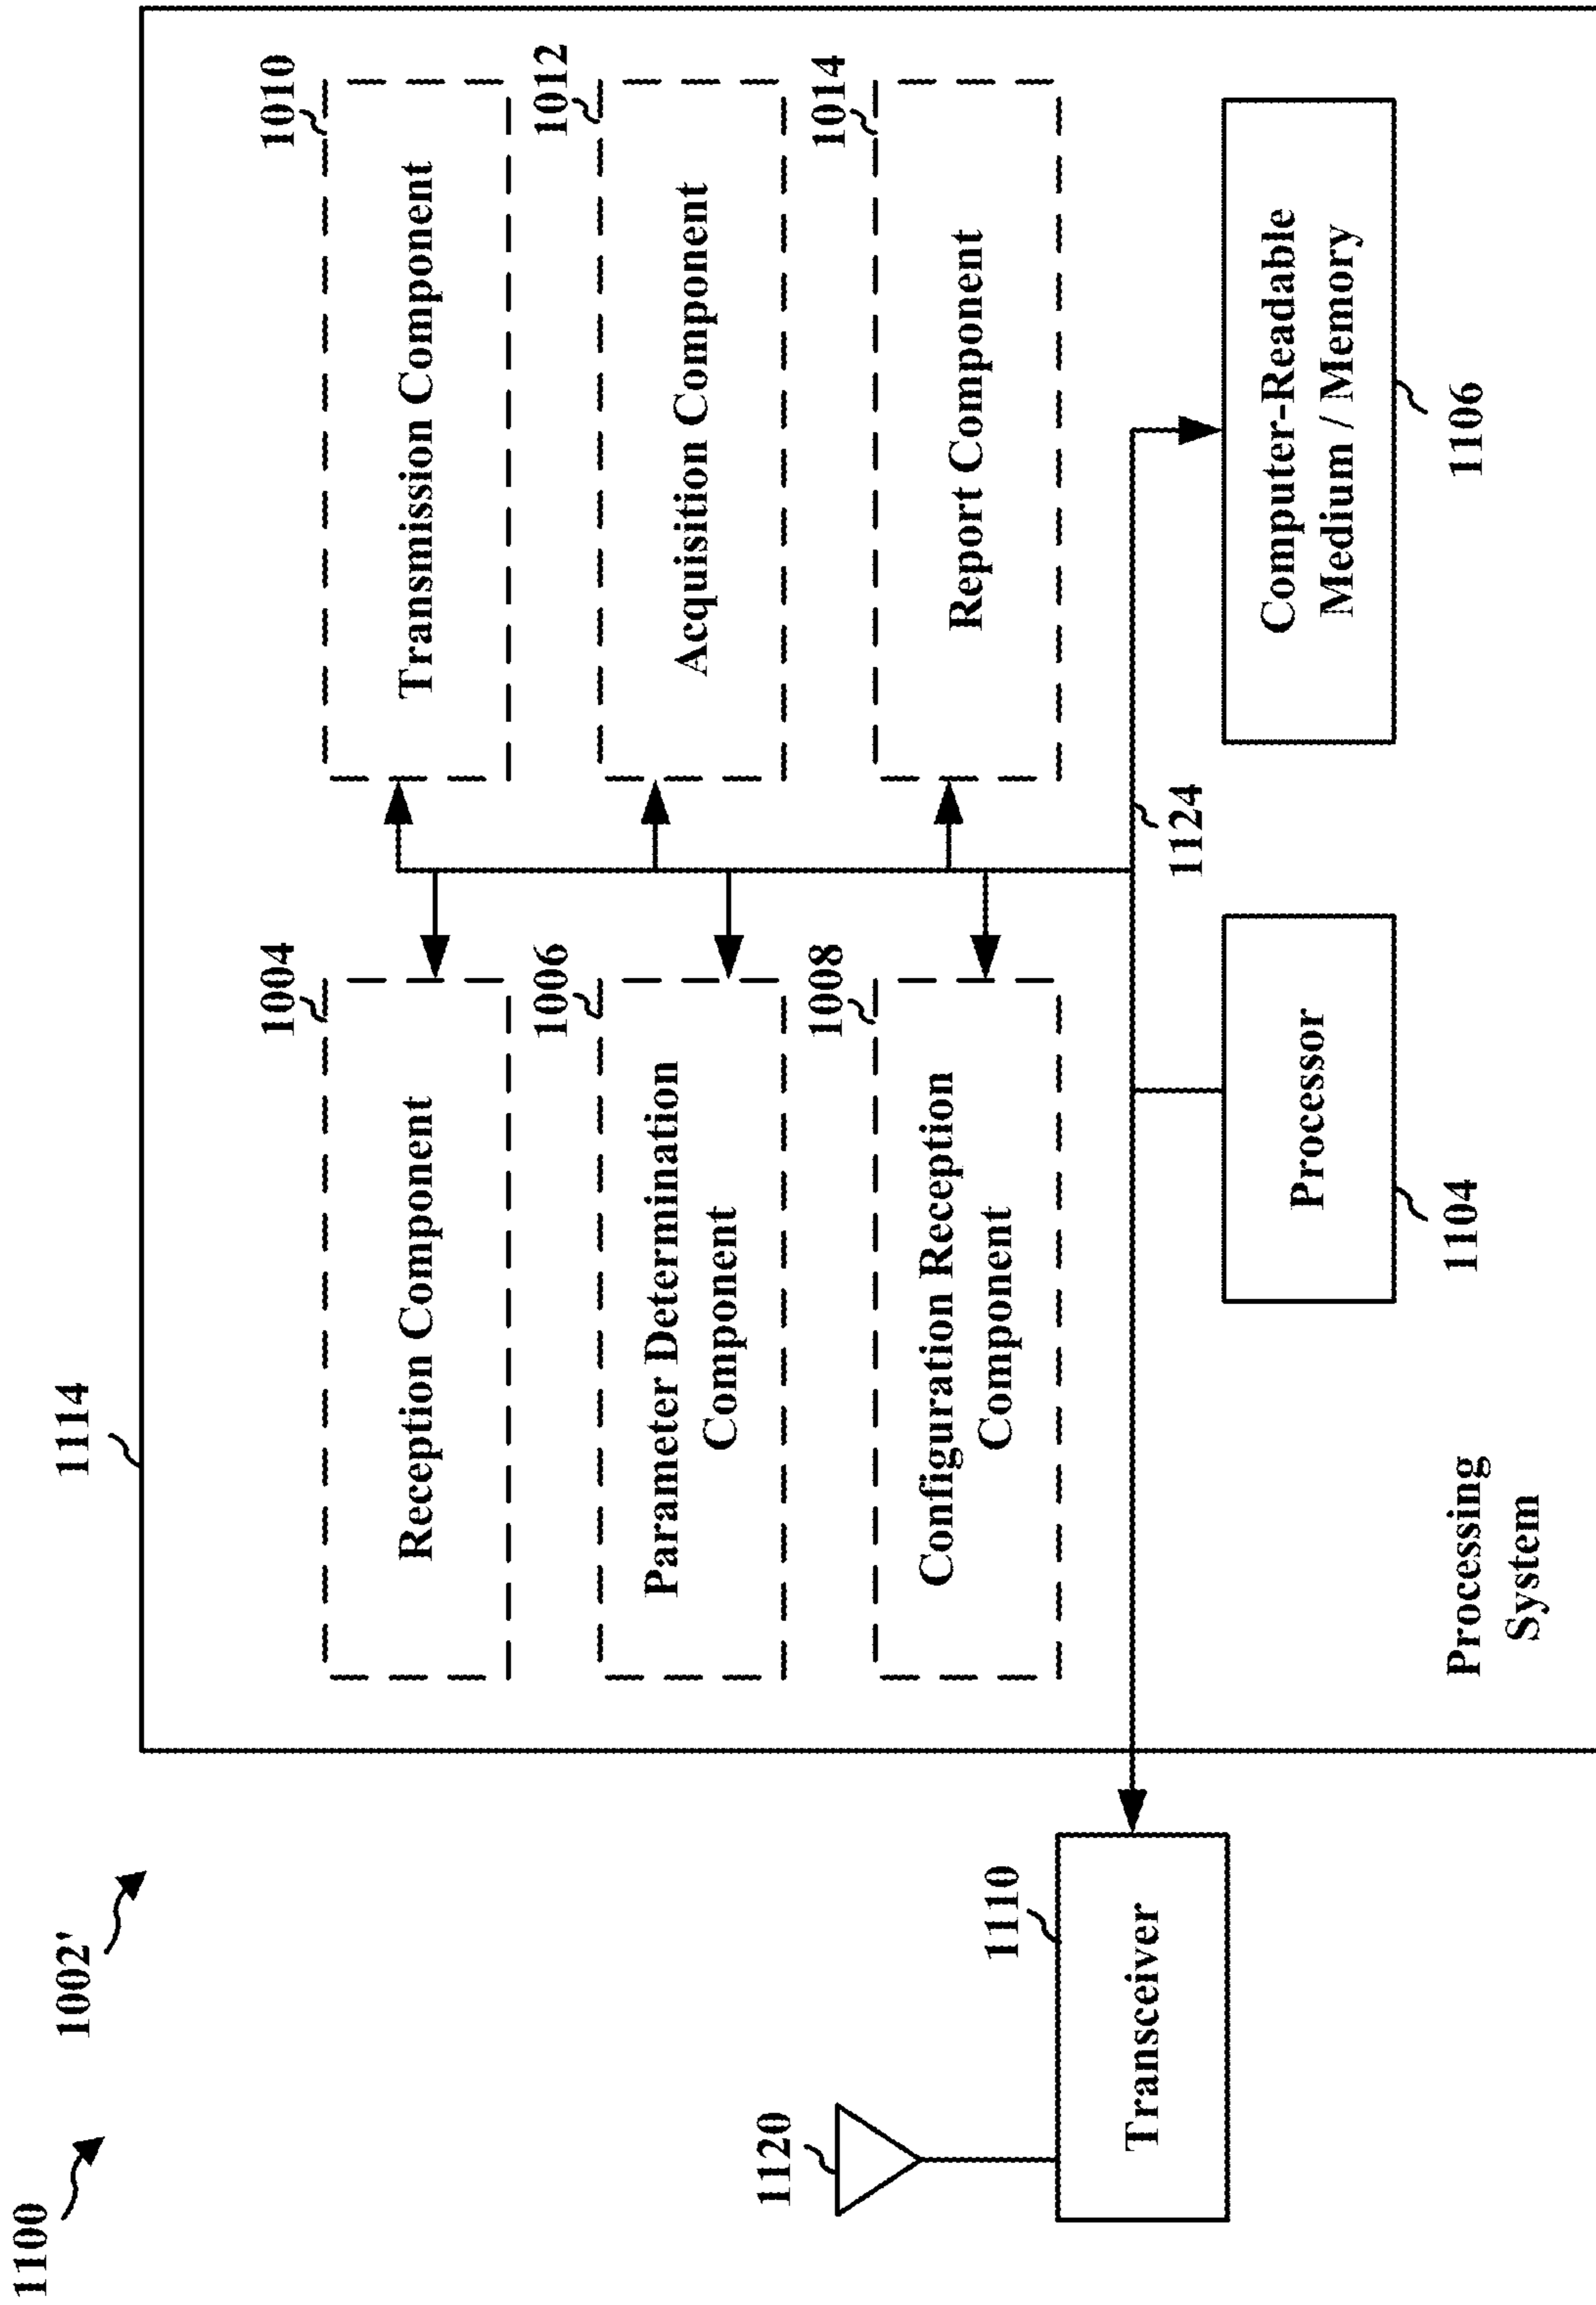 1100
1002'
1114
1004
Reception Component
1010
Transmission Component
1006
Parameter Determination
Component
1012
Acquisition Component
1008
Configuration Reception
Component
1014
Report Component
1120
1110
Transceiver
1124
Processor
1104
Computer-Readable
Medium / Memory
1106
Processing
System